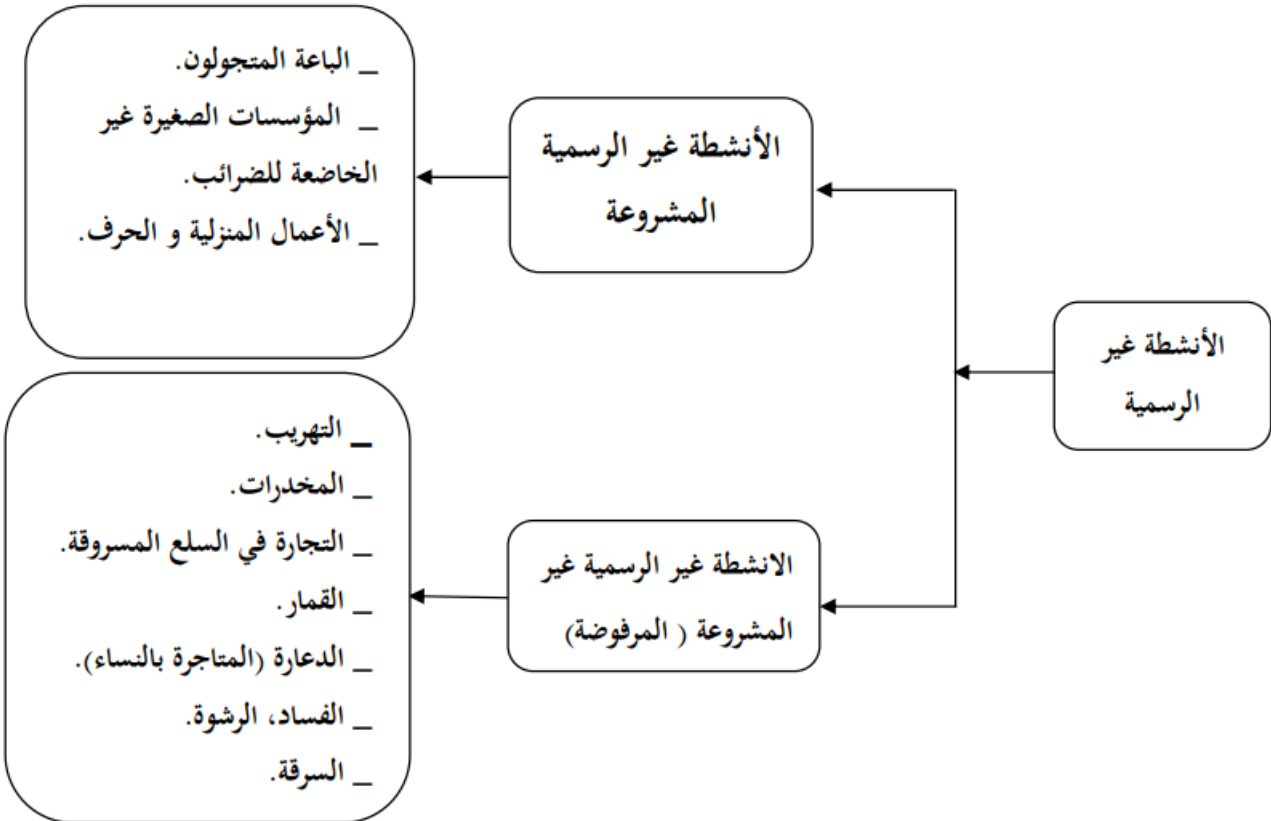 الأنشطة غير
الرسمية
الأنشطة غير الرسمية
المشروعة
_ الباعة المتجولون.
_ المؤسسات الصغيرة غير
الخاضعة للضرائب.
_ الأعمال المنزلية و الحرف.
الانشطة غير الرسمية غير
المشروعة ( المرفوضة)
_ التهريب.
_ المخدرات.
_ التجارة في السلع المسروقة.
_ القمار.
_ الدعارة (المتاجرة بالنساء).
_ الفساد، الرشوة.
_ السرقة.